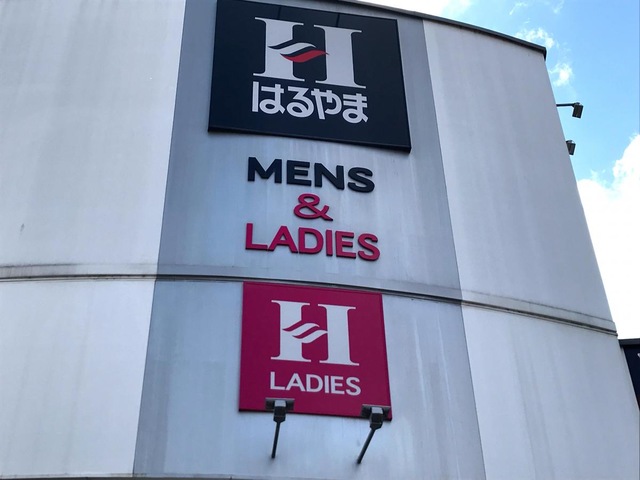 H
はるやま
MENS
&
LADIES
H
LADIES